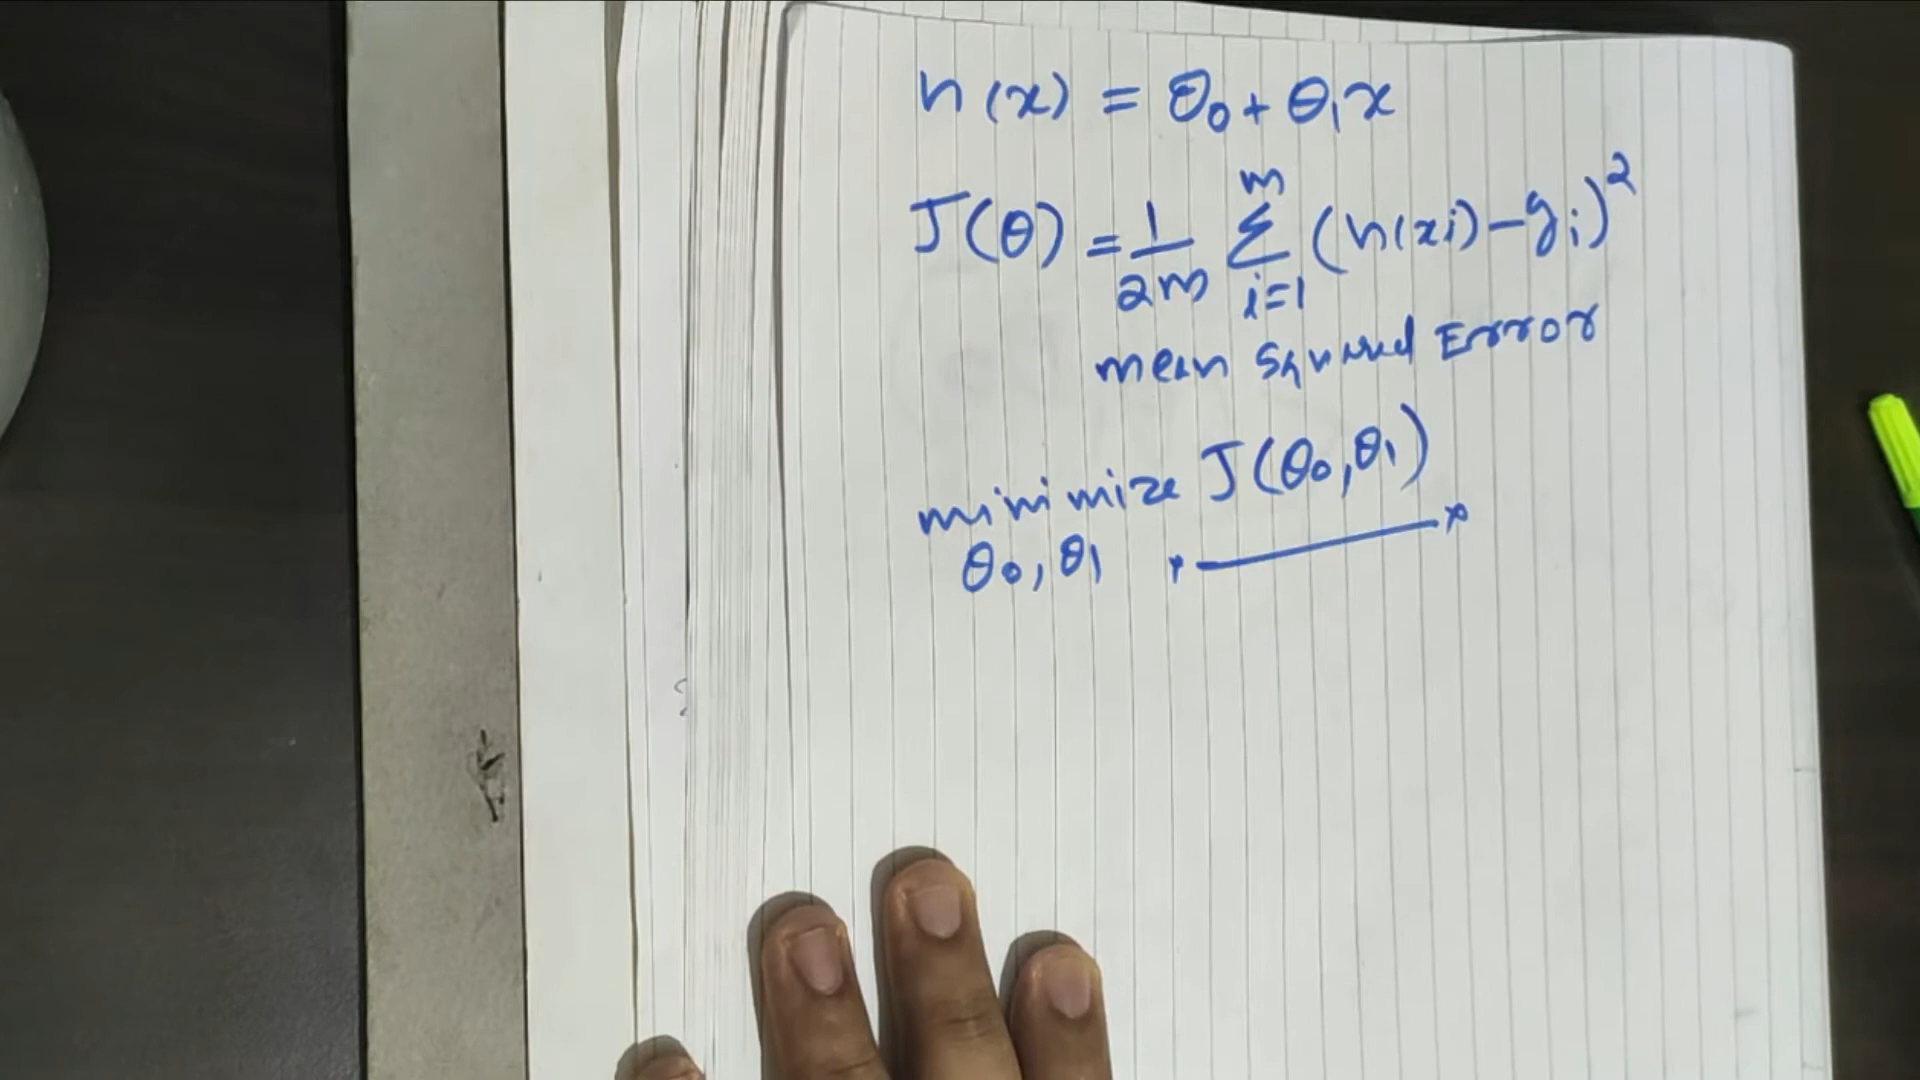 h(x) = θ₀ + θ₁x
J(θ) = 1/2m Σ_{i=1}^{m} (h(xi) - yi)²
mean squared Error
minimize J(θ₀, θ₁)
θ₀, θ₁